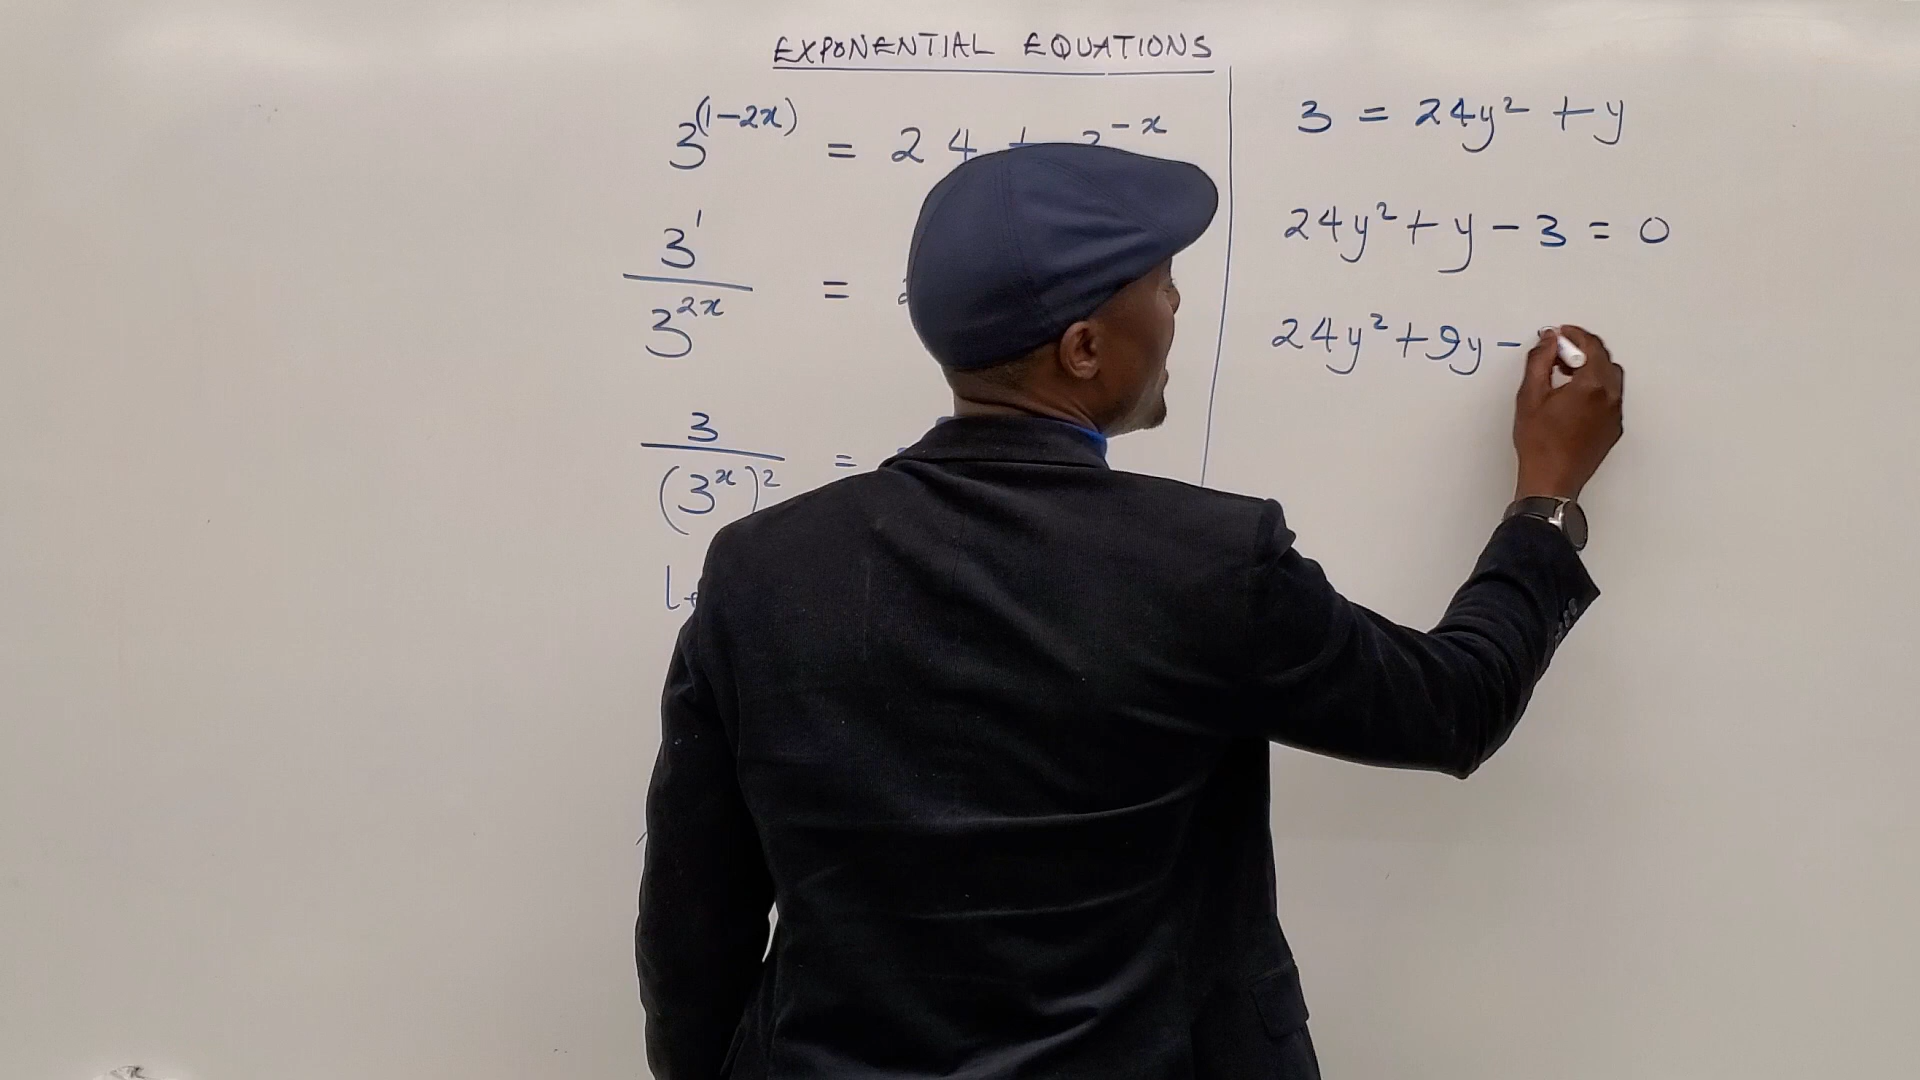 EXPONENTIAL EQUATIONS
3^(1-2x) = 24 + 3^-x
3^1 / 3^2x =
3 / (3^x)^2 =
3 = 24y² + y
24y² + y - 3 = 0
24y² + 9y -